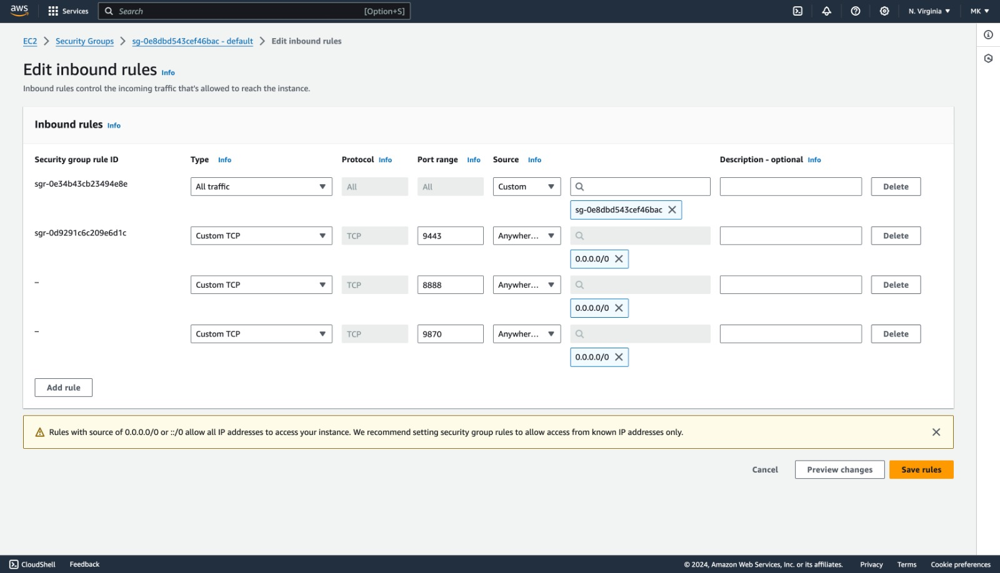 aws
Services
Search [Option+S]
N. Virginia
MK
EC2 Security Groups sg-0e8dbd543cef46bac - default Edit inbound rules
Edit inbound rules Info
Inbound rules control the incoming traffic that's allowed to reach the instance.
Inbound rules Info
Security group rule ID Type Info Protocol Info Port range Info Source Info Description - optional Info
sgr-0e34b43cb23494e8e All traffic All All Custom Delete
sg-0e8dbd543cef46bac
sgr-0d9291c6c209e6d1c Custom TCP TCP 9443 Anywher... Delete
0.0.0.0/0
– Custom TCP TCP 8888 Anywher... Delete
0.0.0.0/0
– Custom TCP TCP 9870 Anywher... Delete
0.0.0.0/0
Add rule
Rules with source of 0.0.0.0/0 or ::/0 allow all IP addresses to access your instance. We recommend setting security group rules to allow access from known IP addresses only.
Cancel Preview changes Save rules
CloudShell Feedback © 2024, Amazon Web Services, Inc. or its affiliates. Privacy Terms Cookie preferences